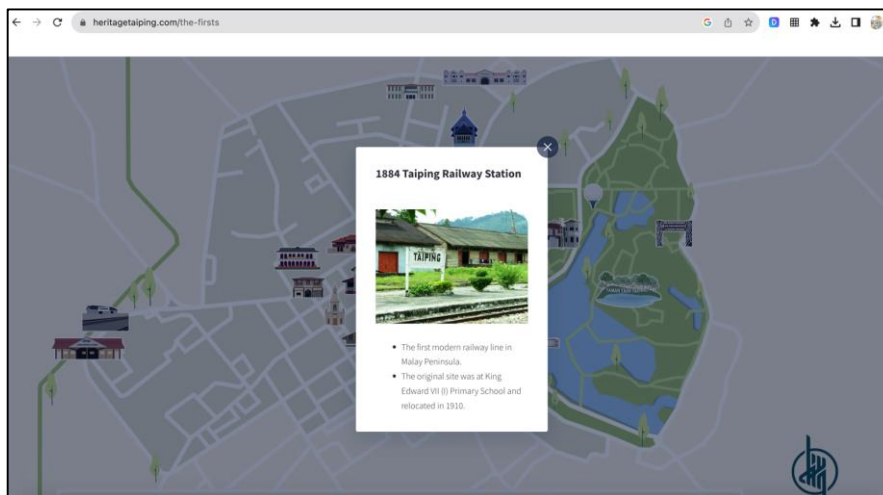 heritagetaiping.com/the-firsts
1884 Taiping Railway Station
TAIPING
The first modern railway line in
Malay Peninsula.
The original site was at King
Edward VII (I) Primary School and
relocated in 1910.